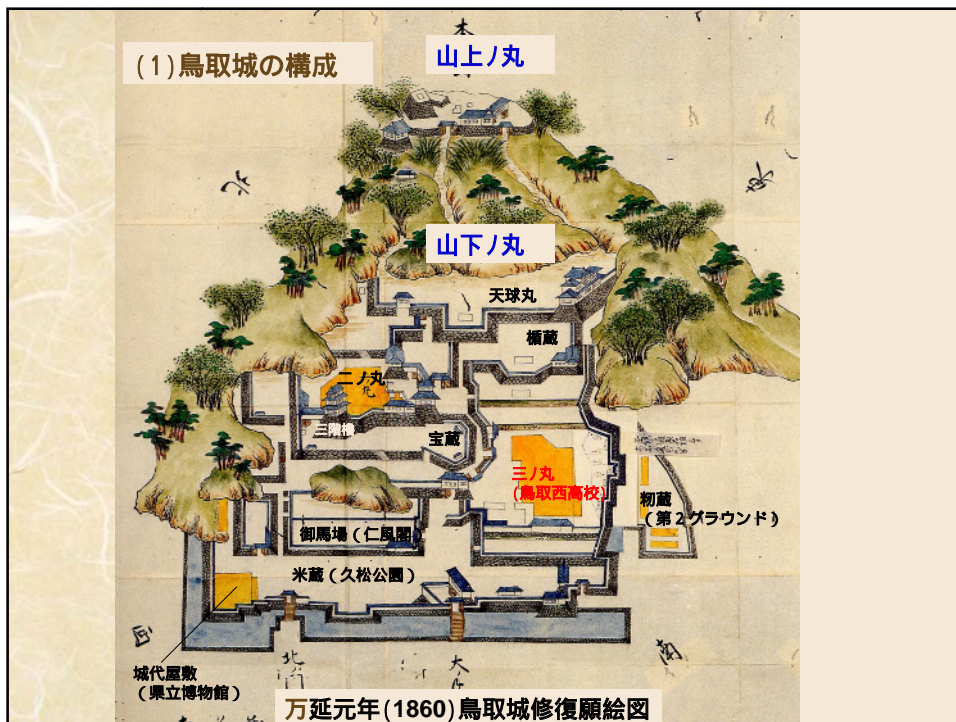 (1)鳥取城の構成
山上ノ丸
北
山下ノ丸
天球丸
楯蔵
二ノ丸
三階櫓
宝蔵
三ノ丸
(鳥取西高校)
籾蔵
(第2グラウンド)
御馬場(仁風閣)
米蔵(久松公園)
城代屋敷
(県立博物館)
南
北
万延元年(1860)鳥取城修復願絵図